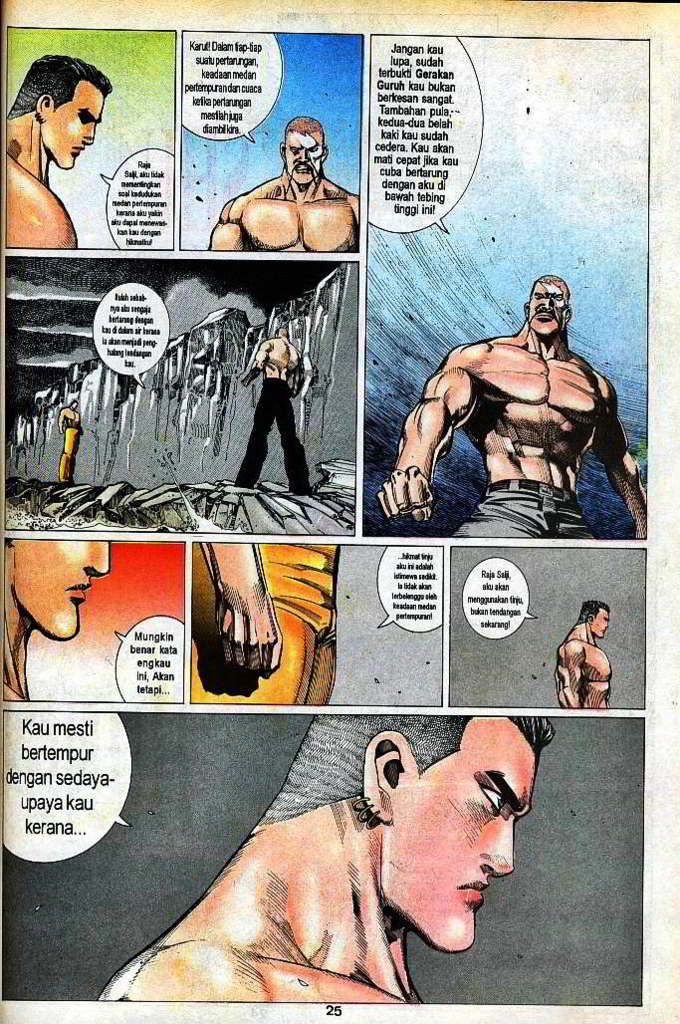 Raja
Salji, aku tidak
mementingkan
soal kedudukan
medan
pertempuran
kerana aku yakin
aku dapat menewas-
kan kau dengan
hikmatku!
Karut! Dalam tiap-tiap
suatu pertarungan,
keadaan medan
pertempuran dan cuaca
ketika pertarungan
mestilah juga
diambil kira.
Jangan kau
lupa, sudah
terbukti Gerakan
Guruh kau bukan
berkesan sangat.
Tambahan pula,
kedua-dua belah
kaki kau sudah
cedera. Kau akan
mati cepat jika kau
cuba bertarung
dengan aku di
bawah tebing
tinggi ini!
Itulah sebab-
nya aku sengaja
bertarung dengan
kau di dalam air kerana
ia akan menjadi peng-
halang tendangan
kau.
Mungkin
benar kata
engkau
ini, Akan
tetapi...
...hikmat tinju
aku ini adalah
istimewa sedikit.
Ia tidak akan
terbelenggu oleh
keadaan medan
pertempuran!
Raja Salji,
aku akan
menggunakan tinju,
bukan tendangan
sekarang!
Kau mesti
bertempur
dengan sedaya-
upaya kau
kerana...
25